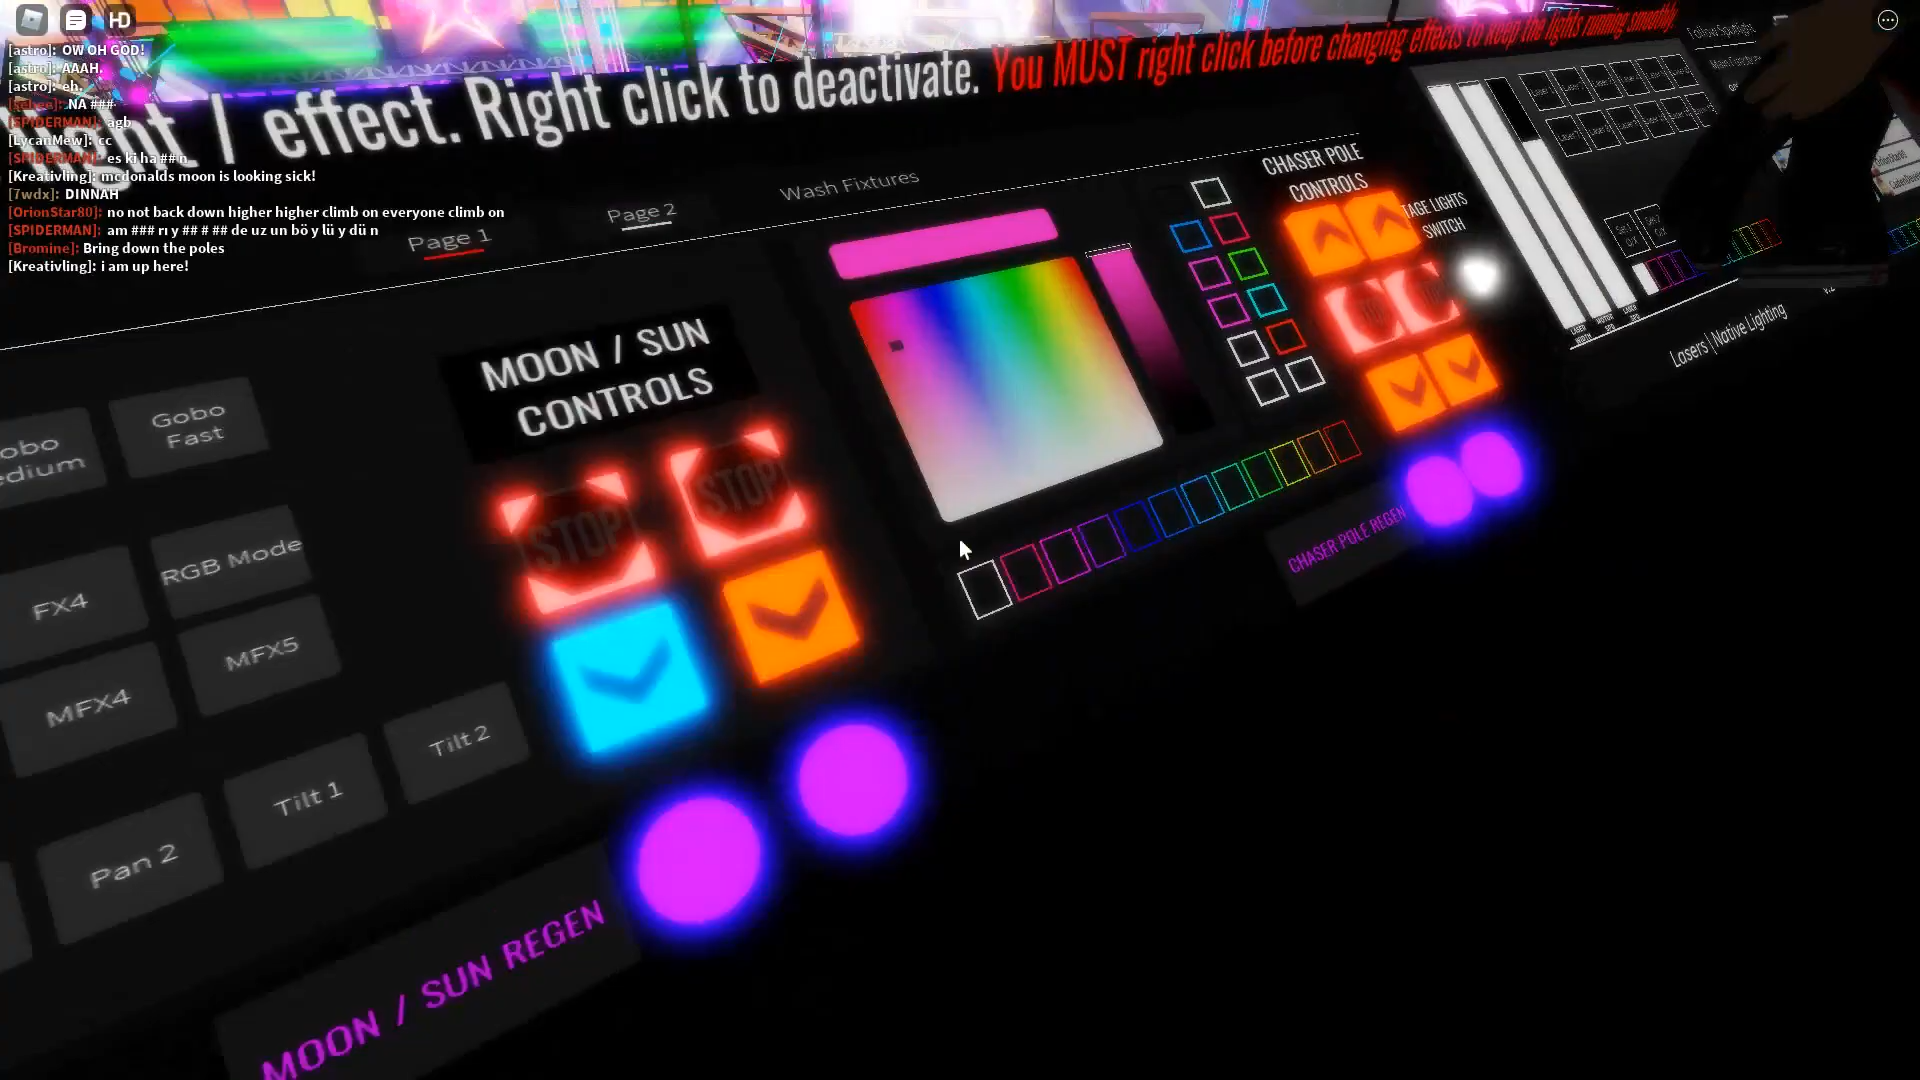 HD
[astro]: OW OH GOD!
[astro]: AAAH.
[astro]: eh.
NA ###
[SPIDERMAN]: agb
[LycanMew]: cc
[SPIDERMAN]: es ki ha ## n
[Kreativling]: mcdonalds moon is looking sick!
[7wdx]: DINNAH
[OrionStar80]: no not back down higher higher climb on everyone climb on
[SPIDERMAN]: am ### rı y ## # ## de uz un bö y lü y dü n
[Bromine]: Bring down the poles
[Kreativling]: i am up here!
light / effect. Right click to deactivate. You MUST right click before changing effects to keep the lights running smoothly
Page 1
Page 2
Wash Fixtures
CHASER POLE
CONTROLS
SWITCH
MOON / SUN
CONTROLS
STOP
STOP
Gobo
Fast
FX4
RGB Mode
MFX4
MFX5
Pan 2
Tilt 1
Tilt 2
MOON / SUN REGEN
CHASER POLE REGEN
Lasers | Native Lighting